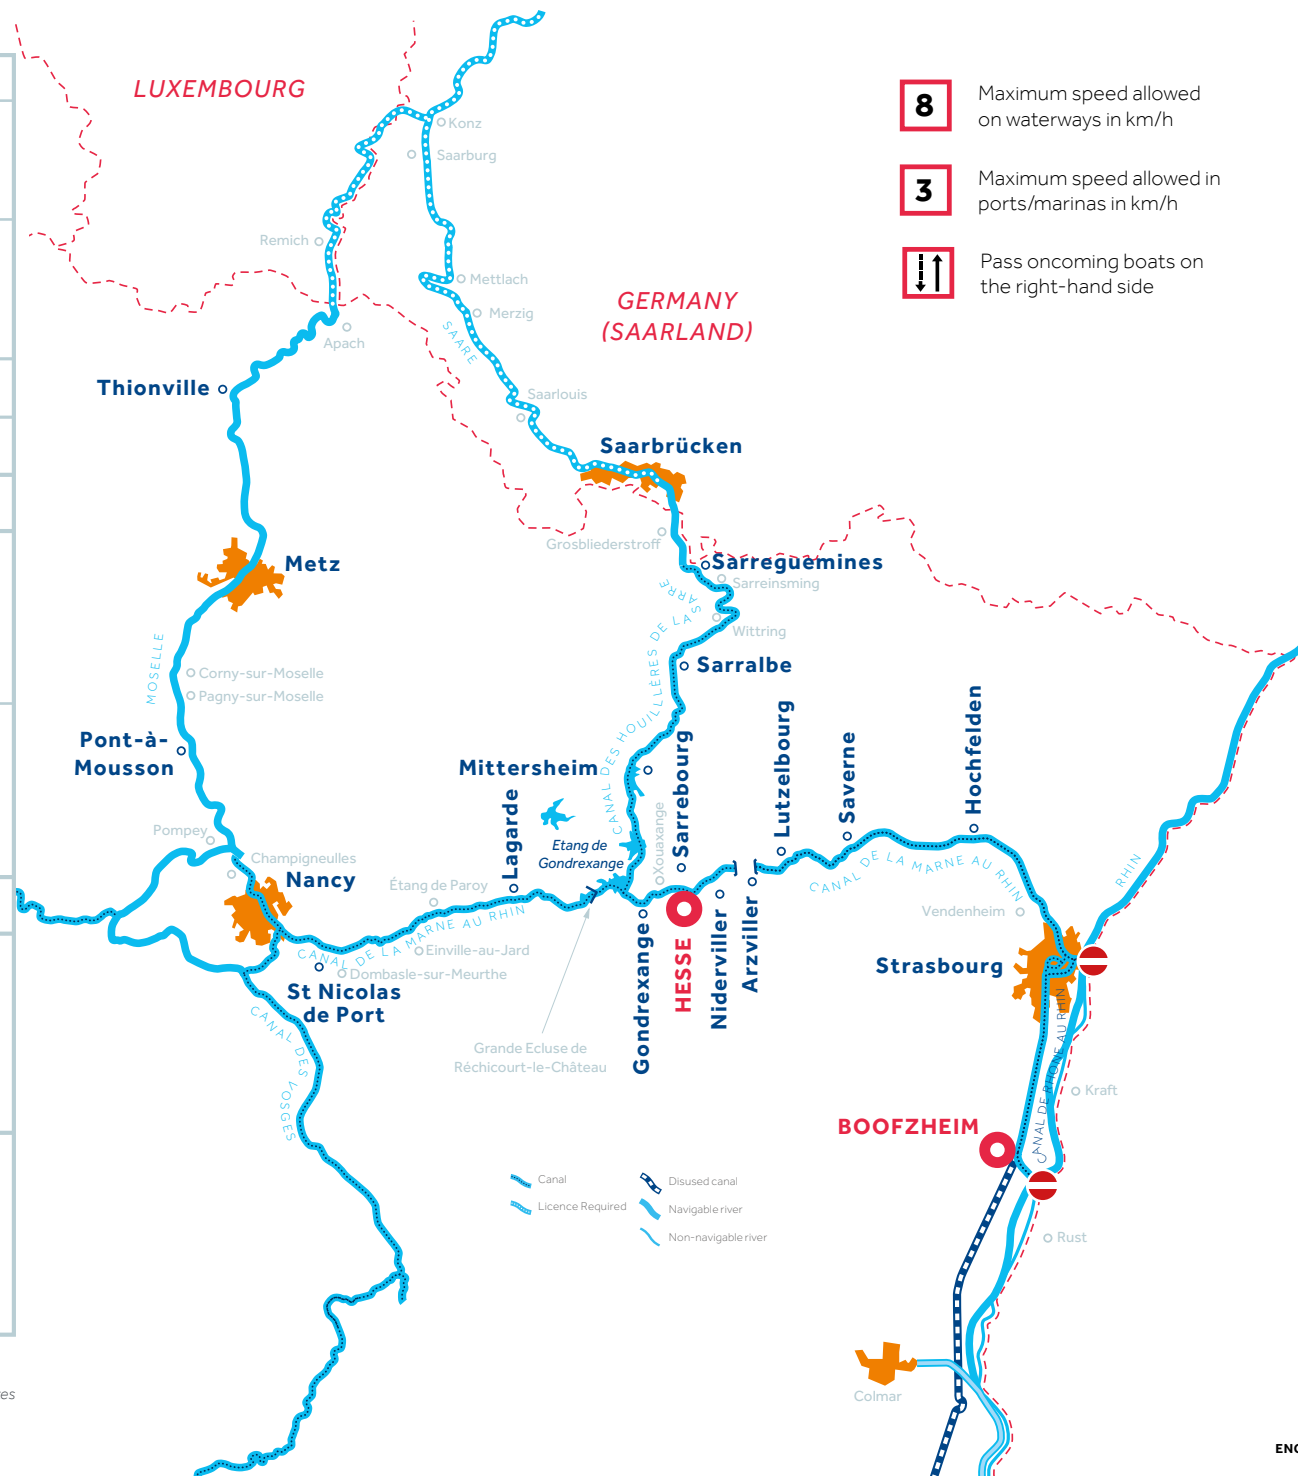 LUXEMBOURG
8
Maximum speed allowed
on waterways in km/h
Konz
Saarburg
3
Maximum speed allowed in
ports/marinas in km/h
Remich
Pass oncoming boats on
the right-hand side
Mettlach
GERMANY
(SAARLAND)
Merzig
SAARE
Apach
Thionville
Saarlouis
Saarbrücken
Grosbliederstroff
Metz
Sarreguemines
Sarreinsming
Wittring
MOSELLE
Sarralbe
Corny-sur-Moselle
Pagny-sur-Moselle
CANAL DES HOUILLÈRES DE LA SARRE
Pont-à-
Mousson
Mittersheim
Lagarde
Xouaxange
Sarrebourg
Lutzelbourg
Saverne
Hochfelden
Pompey
Etang de
Gondrexange
Champigneulles
Nancy
Étang de Paroy
CANAL DE LA MARNE AU RHIN
RHIN
Vendenheim
CANAL DE LA MARNE AU RHIN
Einville-au-Jard
Dombasle-sur-Meurthe
St Nicolas
de Port
Gondrexange
HESSE
Niderviller
Arzviller
Strasbourg
CANAL DES VOSGES
Grande Ecluse de
Réchicourt-le-Château
CANAL DE RHONE AU RHIN
Kraft
BOOFZHEIM
Canal
Licence Required
Disused canal
Navigable river
Non-navigable river
Rust
Colmar